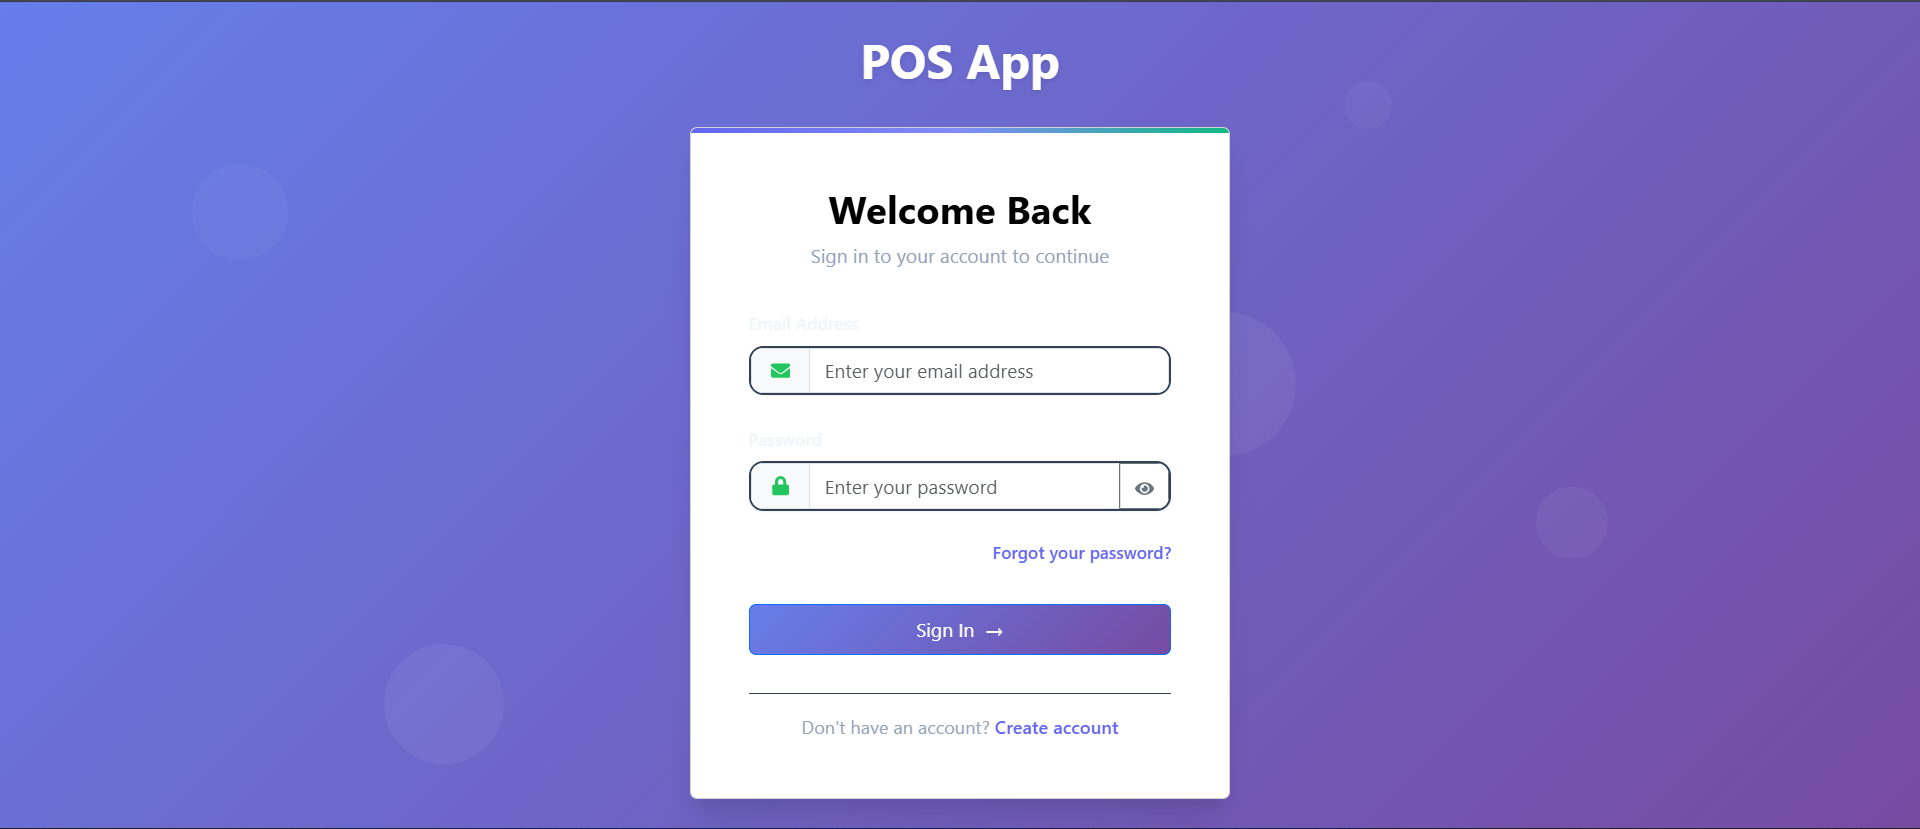 POS App
Welcome Back
Sign in to your account to continue
Email Address
Enter your email address
Password
Enter your password
Forgot your password?
Sign In →
Don't have an account? Create account